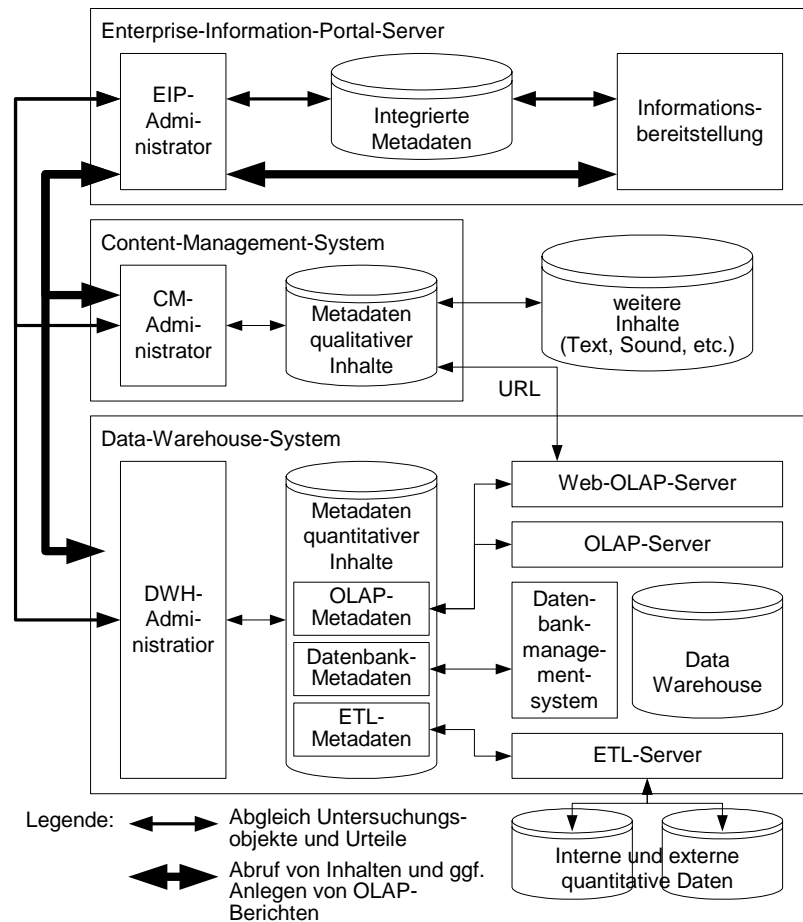 Enterprise-Information-Portal-Server
EIP-
Admi-
nistrator
Integrierte
Metadaten
Informations-
bereitstellung
Content-Management-System
CM-
Admi-
nistrator
Metadaten
qualitativer
Inhalte
weitere
Inhalte
(Text, Sound, etc.)
URL
Data-Warehouse-System
DWH-
Admi-
nistratior
Metadaten
quantitativer
Inhalte
OLAP-
Metadaten
Datenbank-
Metadaten
ETL-
Metadaten
Web-OLAP-Server
OLAP-Server
Daten-
bank-
manage-
ment-
system
Data
Warehouse
ETL-Server
Interne und externe
quantitative Daten
Legende:
Abgleich Untersuchungs-
objekte und Urteile
Abruf von Inhalten und ggf.
Anlegen von OLAP-
Berichten